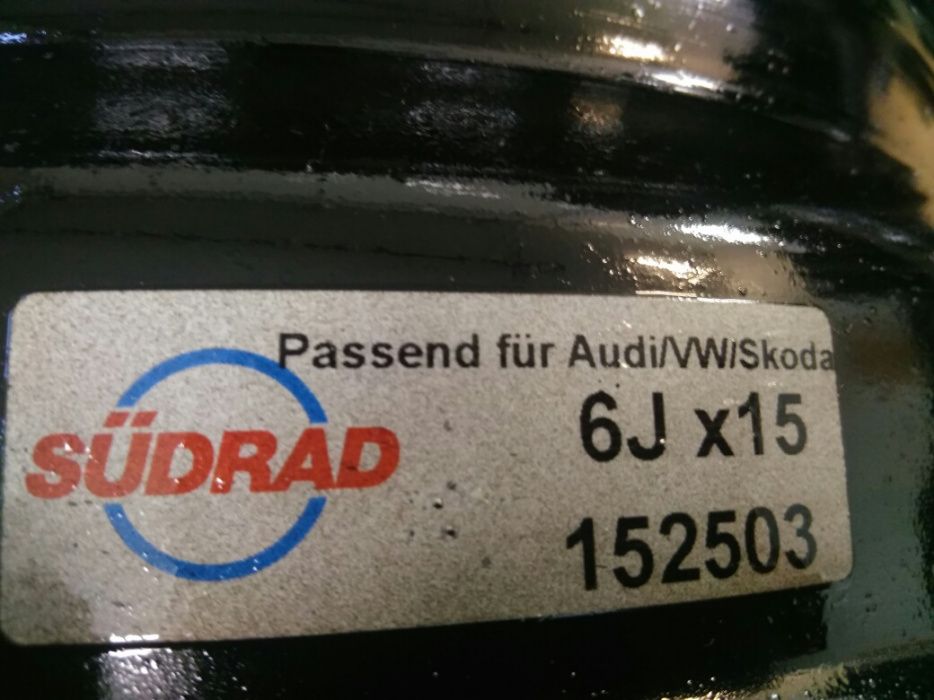 Passend für Audi/VW/Skoda
SÜDRAD
6J x15
152503